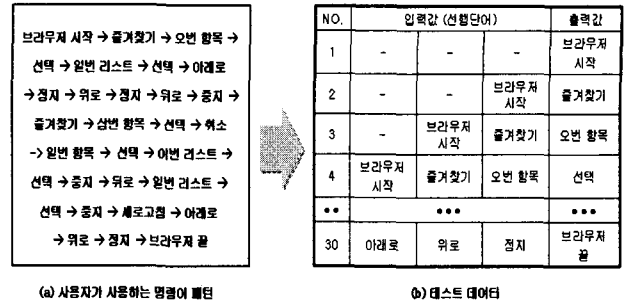 브라우저 시작 → 즐겨찾기 → 오번 항목 →
선택 → 일번 리스트 → 선택 → 아래로
→ 정지 → 위로 → 정지 → 위로 → 중지 →
즐겨찾기 → 삼번 항목 → 선택 → 취소
-> 일번 항목 → 선택 → 이번 리스트 →
선택 → 중지 → 뒤로 → 일번 리스트 →
선택 → 중지 → 새로고침 → 아래로
→ 위로 → 정지 → 브라우저 끝
(a) 사용자가 사용하는 명령어 패턴
NO. 입력값 (선행단어) 출력값
1 - - - 브라우저 시작
2 - - 브라우저 시작 즐겨찾기
3 - 브라우저 시작 즐겨찾기 오번 항목
4 브라우저 시작 즐겨찾기 오번 항목 선택
•• ••• •••
30 아래로 위로 정지 브라우저 끝
(b) 테스트 데이터